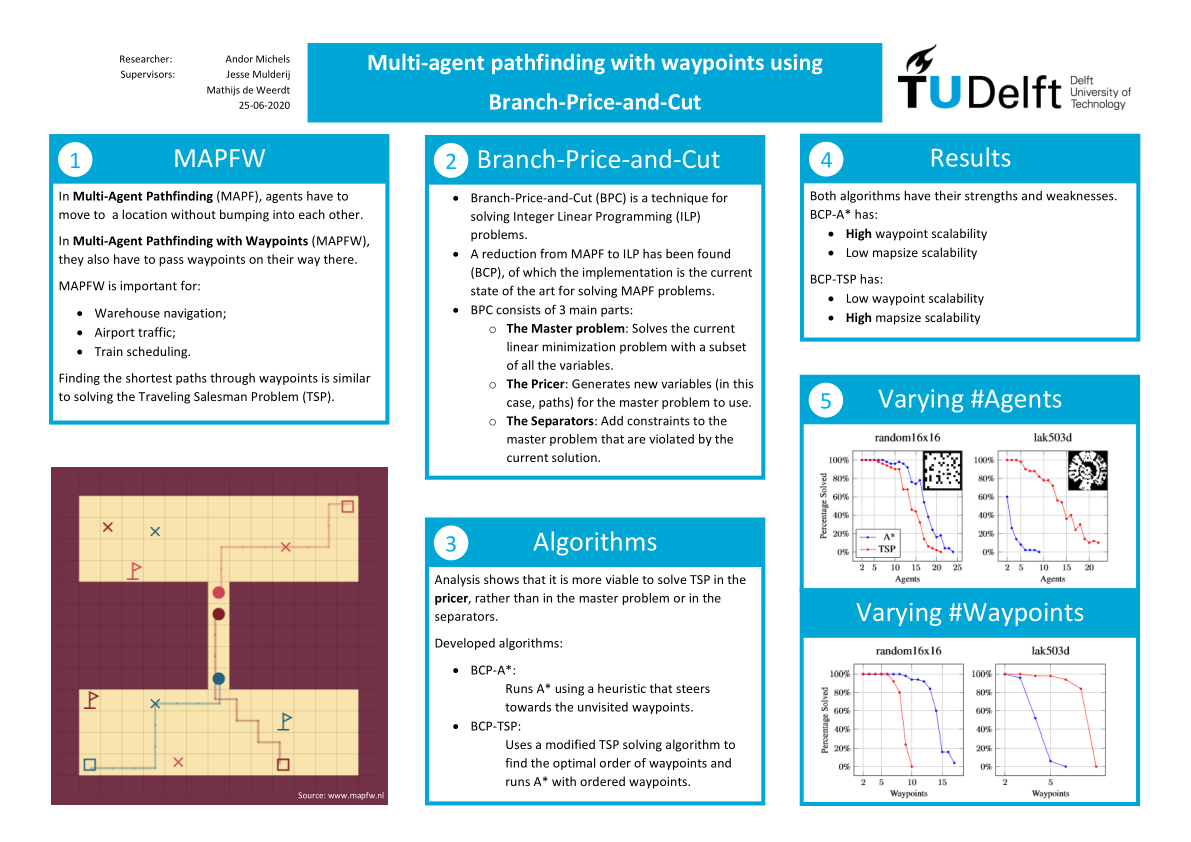 Researcher: Andor Michels
Supervisors: Jesse Mulderij
Mathijs de Weerdt
25-06-2020
Multi-agent pathfinding with waypoints using
Branch-Price-and-Cut
TUDelft
Delft
University of
Technology
1 MAPFW
In Multi-Agent Pathfinding (MAPF), agents have to
move to a location without bumping into each other.
In Multi-Agent Pathfinding with Waypoints (MAPFW),
they also have to pass waypoints on their way there.
MAPFW is important for:
• Warehouse navigation;
• Airport traffic;
• Train scheduling.
Finding the shortest paths through waypoints is similar
to solving the Traveling Salesman Problem (TSP).
Source: www.mapfw.nl
2 Branch-Price-and-Cut
• Branch-Price-and-Cut (BPC) is a technique for
solving Integer Linear Programming (ILP)
problems.
• A reduction from MAPF to ILP has been found
(BCP), of which the implementation is the current
state of the art for solving MAPF problems.
• BPC consists of 3 main parts:
o The Master problem: Solves the current
linear minimization problem with a subset
of all the variables.
o The Pricer: Generates new variables (in this
case, paths) for the master problem to use.
o The Separators: Add constraints to the
master problem that are violated by the
current solution.
3 Algorithms
Analysis shows that it is more viable to solve TSP in the
pricer, rather than in the master problem or in the
separators.
Developed algorithms:
• BCP-A*:
Runs A* using a heuristic that steers
towards the unvisited waypoints.
• BCP-TSP:
Uses a modified TSP solving algorithm to
find the optimal order of waypoints and
runs A* with ordered waypoints.
4 Results
Both algorithms have their strengths and weaknesses.
BCP-A* has:
• High waypoint scalability
• Low mapsize scalability
BCP-TSP has:
• Low waypoint scalability
• High mapsize scalability
5 Varying #Agents
random16x16
Percentage Solved
100%
80%
60%
40%
20%
0%
A*
TSP
2 5 10 15 20 25
Agents
lak503d
100%
80%
60%
40%
20%
0%
2 5 10 15 20
Agents
Varying #Waypoints
random16x16
Percentage Solved
100%
80%
60%
40%
20%
0%
2 5 10 15
Waypoints
lak503d
100%
80%
60%
40%
20%
0%
2 5
Waypoints